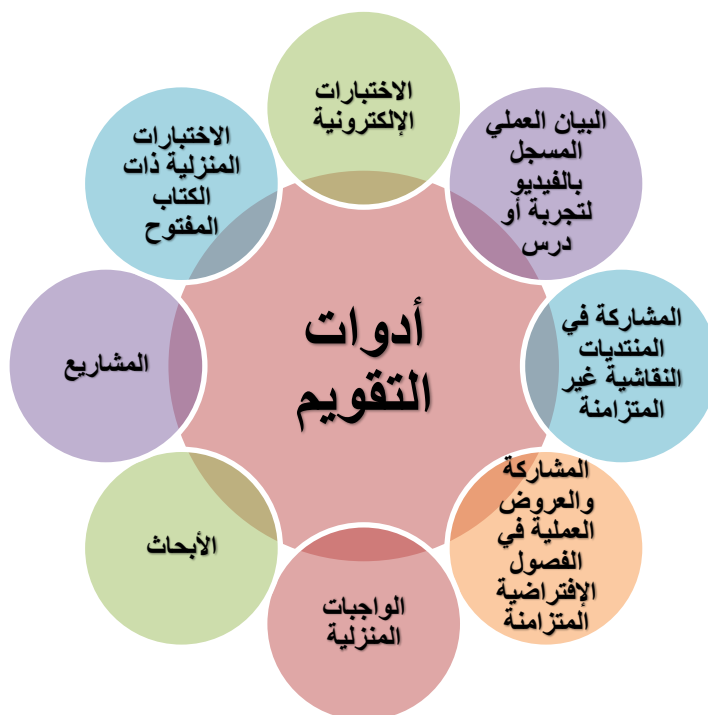 أدوات
التقويم
الاختبارات
الإلكترونية
البيان العملي
المسجل
بالفيديو
لتجربة أو
درس
المشاركة في
المنتديات
النقاشية غير
المتزامنة
المشاركة
والعروض
العملية في
الفصول
الإفتراضية
المتزامنة
الواجبات
المنزلية
الأبحاث
المشاريع
الاختبارات
المنزلية ذات
الكتاب
المفتوح